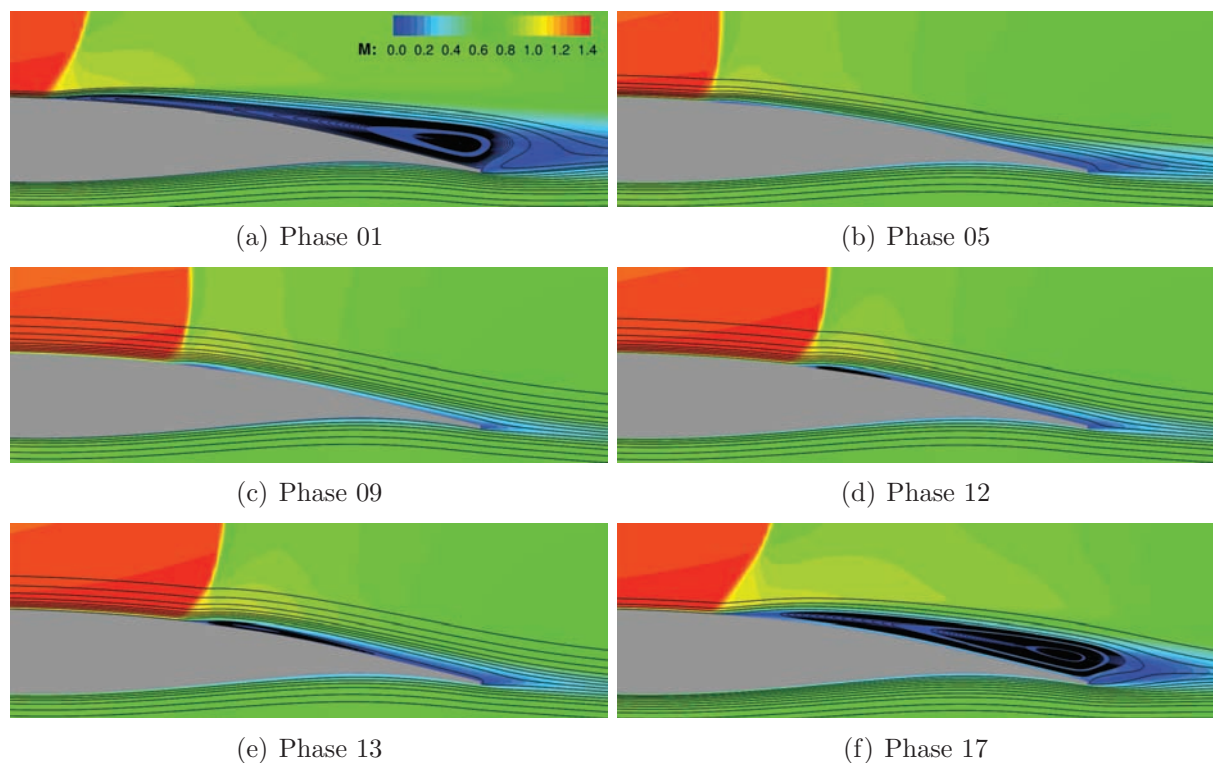 M: 0.0 0.2 0.4 0.6 0.8 1.0 1.2 1.4
(a) Phase 01
(b) Phase 05
(c) Phase 09
(d) Phase 12
(e) Phase 13
(f) Phase 17